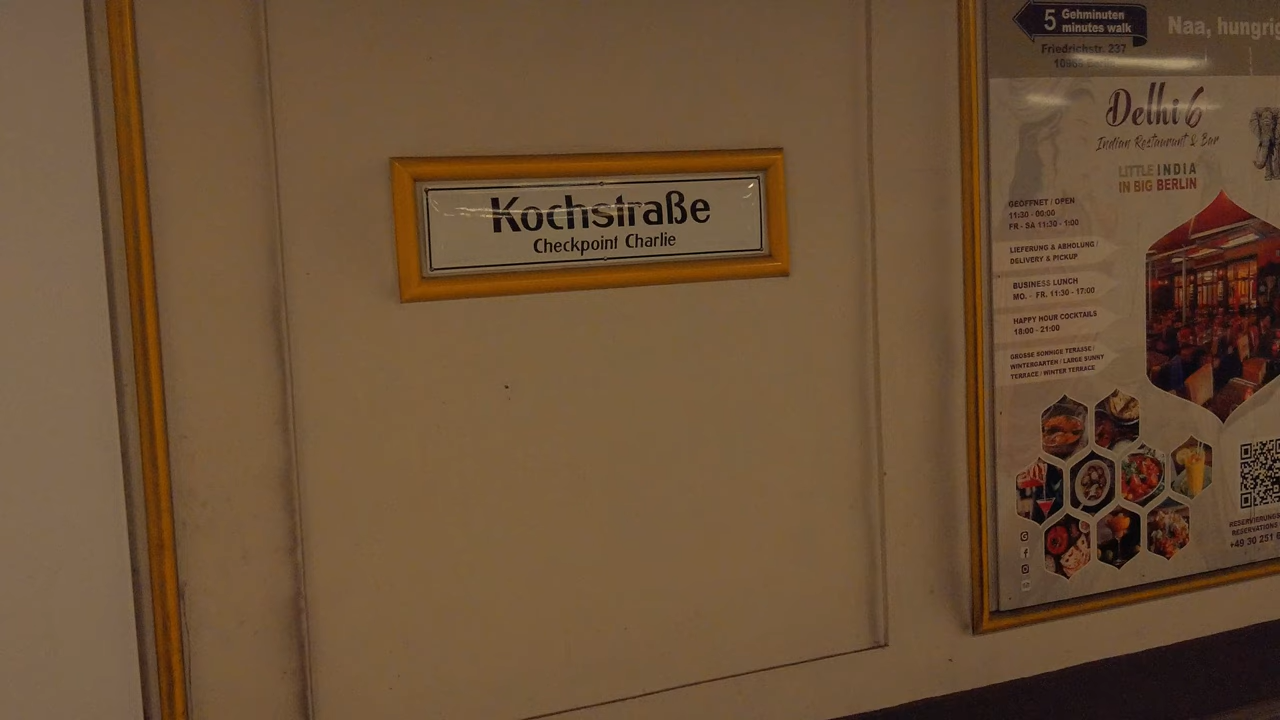 Kochstraße
Checkpoint Charlie
5 Gehminuten
minutes walk
Friedrichstr. 237
Naa, hungrig
Delhi 6
Indian Restaurant & Bar
LITTLE INDIA
IN BIG BERLIN
GEÖFFNET / OPEN
11:30 - 00:00
FR - SA 11:30 - 1:00
LIEFERUNG & ABHOLUNG /
DELIVERY & PICKUP
BUSINESS LUNCH
MO. - FR. 11:30 - 17:00
HAPPY HOUR COCKTAILS
18:00 - 21:00
GROSSE SONNIGE TERASSE /
WINTERGARTEN / LARGE SUNNY
TERRACE / WINTER TERRACE
+49 30 251